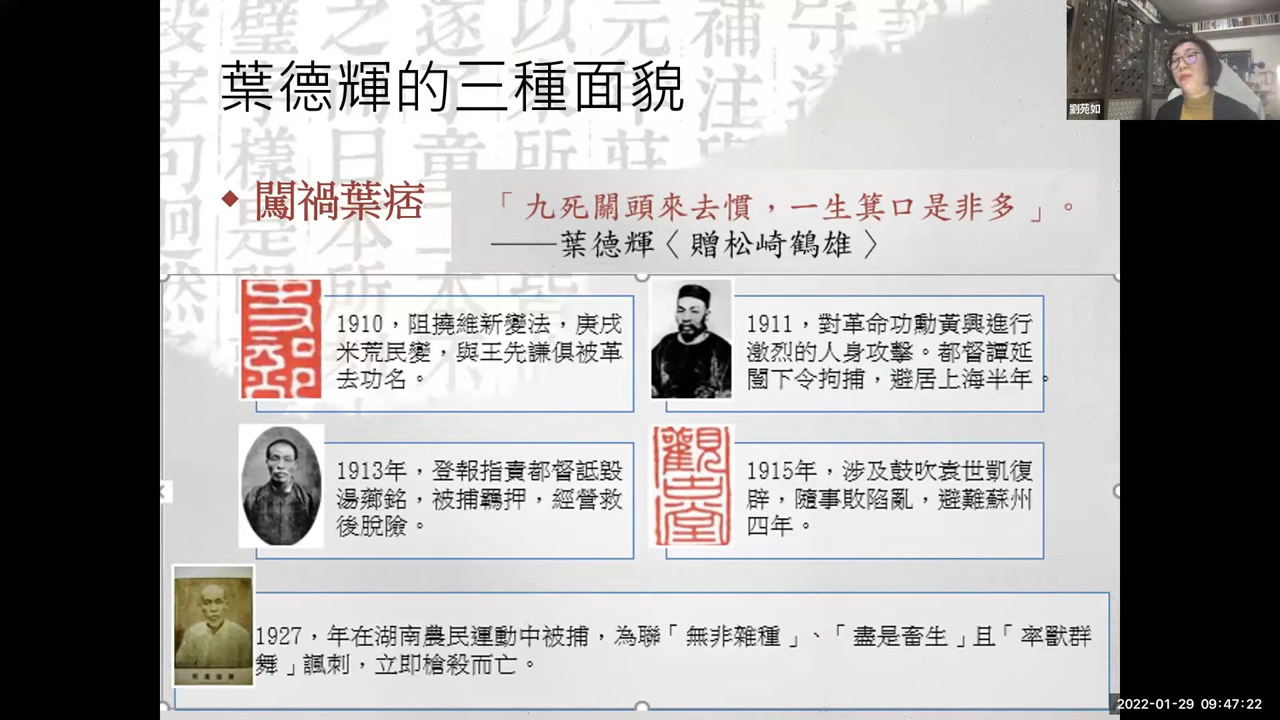 葉德輝的三種面貌
劉苑如
◆ 闖禍葉痞
「九死關頭來去慣，一生箕口是非多」。
——葉德輝〈贈松崎鶴雄〉
1910，阻撓維新變法，庚戌
米荒民變，與王先謙俱被革
去功名。
1911，對革命功勳黃興進行
激烈的人身攻擊。都督譚延
闓下令拘捕，避居上海半年。
1913年，登報指責都督詆毀
湯薌銘，被捕羈押，經營救
後脫險。
觀古堂
1915年，涉及鼓吹袁世凱復
辟，隨事敗陷亂，避難蘇州
四年。
1927，年在湖南農民運動中被捕，為聯「無非雜種」、「盡是畜生」且「率獸群
舞」諷刺，立即槍殺而亡。
2022-01-29 09:47:22